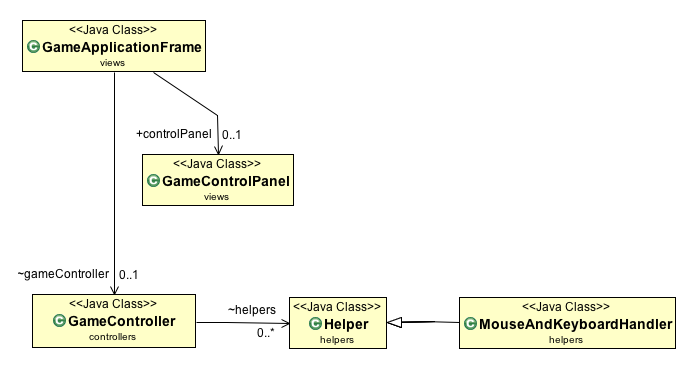 <<Java Class>>
GameApplicationFrame
views
+controlPanel
0..1
<<Java Class>>
GameControlPanel
views
~gameController
0..1
<<Java Class>>
GameController
controllers
~helpers
0..*
<<Java Class>>
Helper
helpers
<<Java Class>>
MouseAndKeyboardHandler
helpers